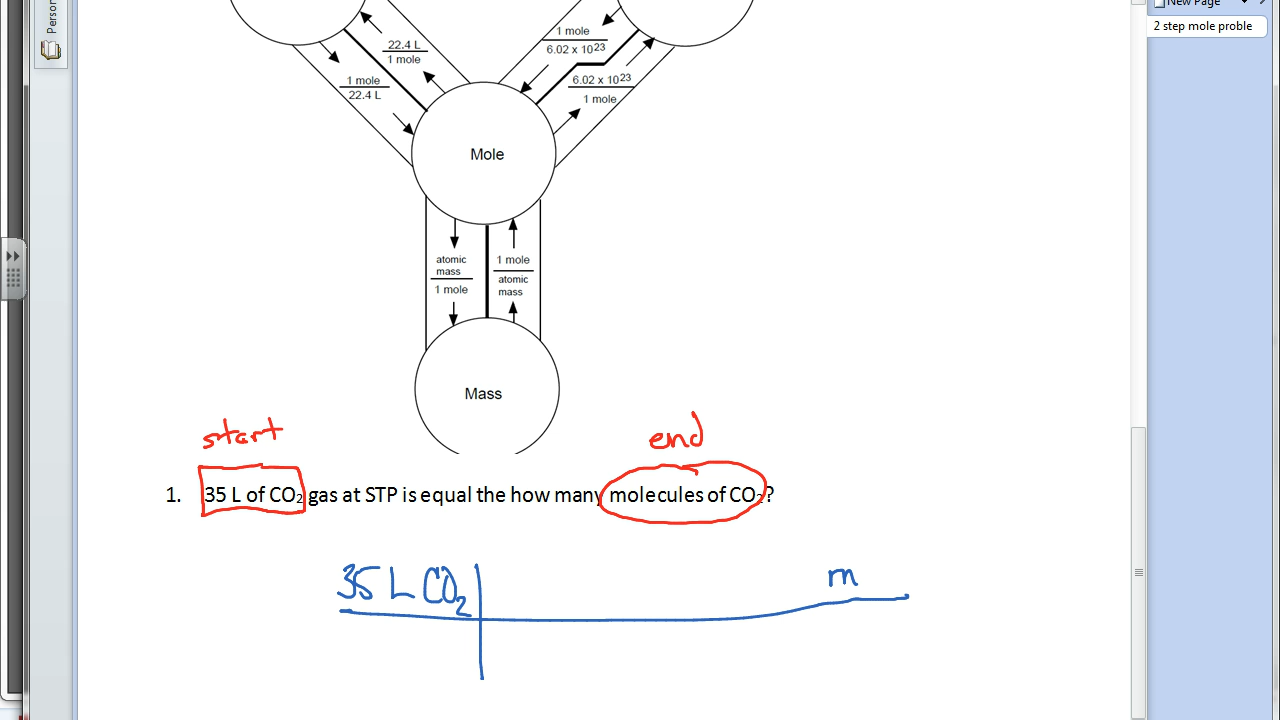 New Page
Person
2 step mole proble
22.4 L
1 mole
1 mole
22.4 L
1 mole
6.02 x 10²³
6.02 x 10²³
1 mole
Mole
atomic
mass
1 mole
1 mole
atomic
mass
Mass
start
end
1. 35 L of CO₂ gas at STP is equal the how many molecules of CO₂?
35 L CO₂
m